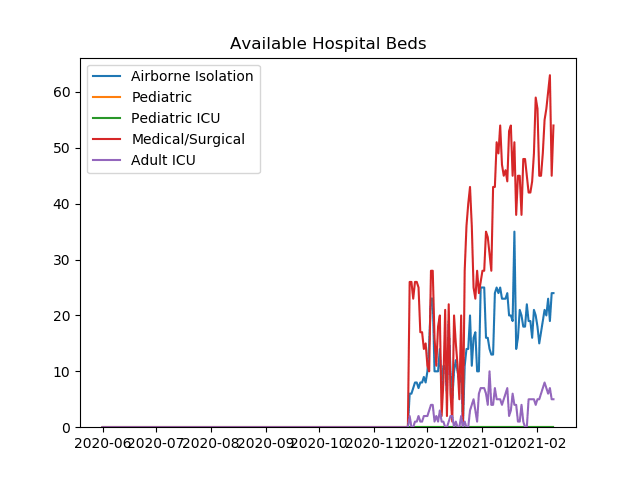 Available Hospital Beds
Airborne Isolation
Pediatric
Pediatric ICU
Medical/Surgical
Adult ICU
60
50
40
30
20
10
0
2020-06 2020-07 2020-08 2020-09 2020-10 2020-11 2020-12 2021-01 2021-02